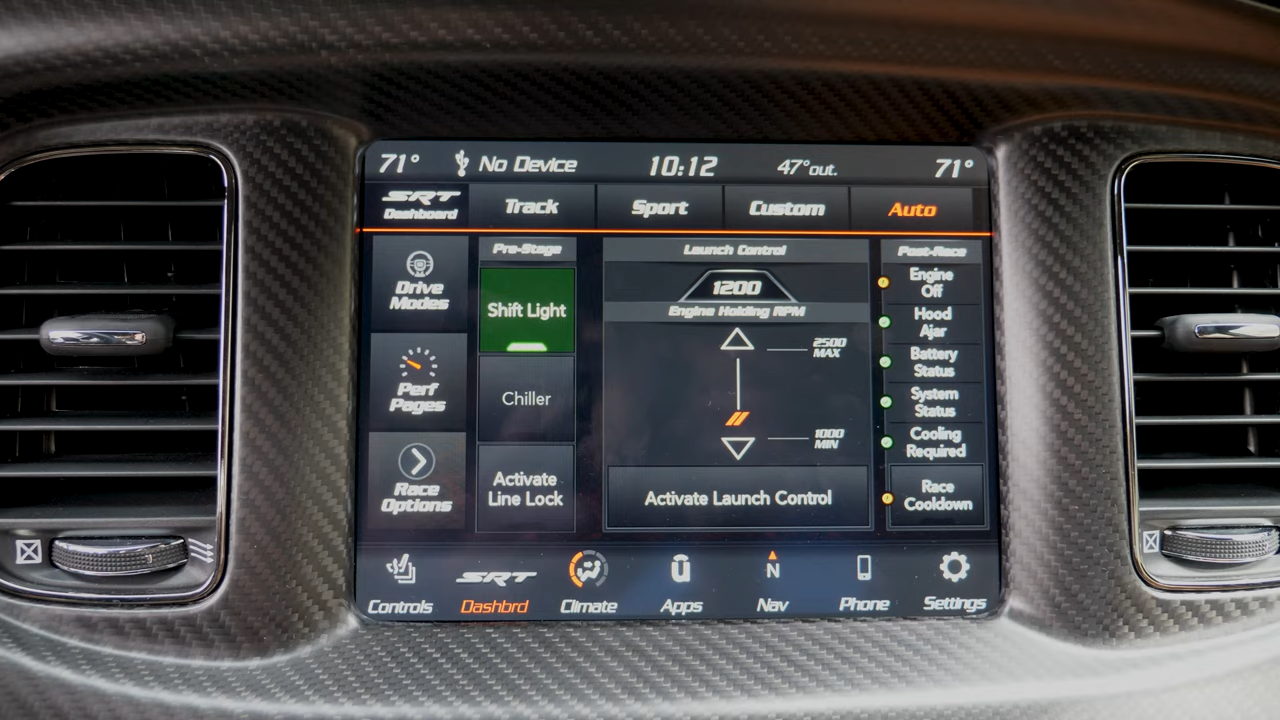 71° No Device 10:12 47°out. 71°
SRT
Dashboard
Track
Sport
Custom
Auto
Drive
Modes
Perf
Pages
Race
Options
Pre-Stage
Shift Light
Chiller
Activate
Line Lock
Launch Control
1200
Engine Holding RPM
2500
MAX
1000
MIN
Activate Launch Control
Post-Race
Engine
Off
Hood
Ajar
Battery
Status
System
Status
Cooling
Required
Race
Cooldown
Controls
SRT
Dashbrd
Climate
Apps
N
Nav
Phone
Settings